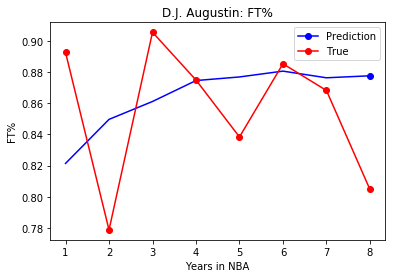 D.J. Augustin: FT%
Prediction
True
0.90
0.88
0.86
0.84
0.82
0.80
0.78
FT%
1 2 3 4 5 6 7 8
Years in NBA